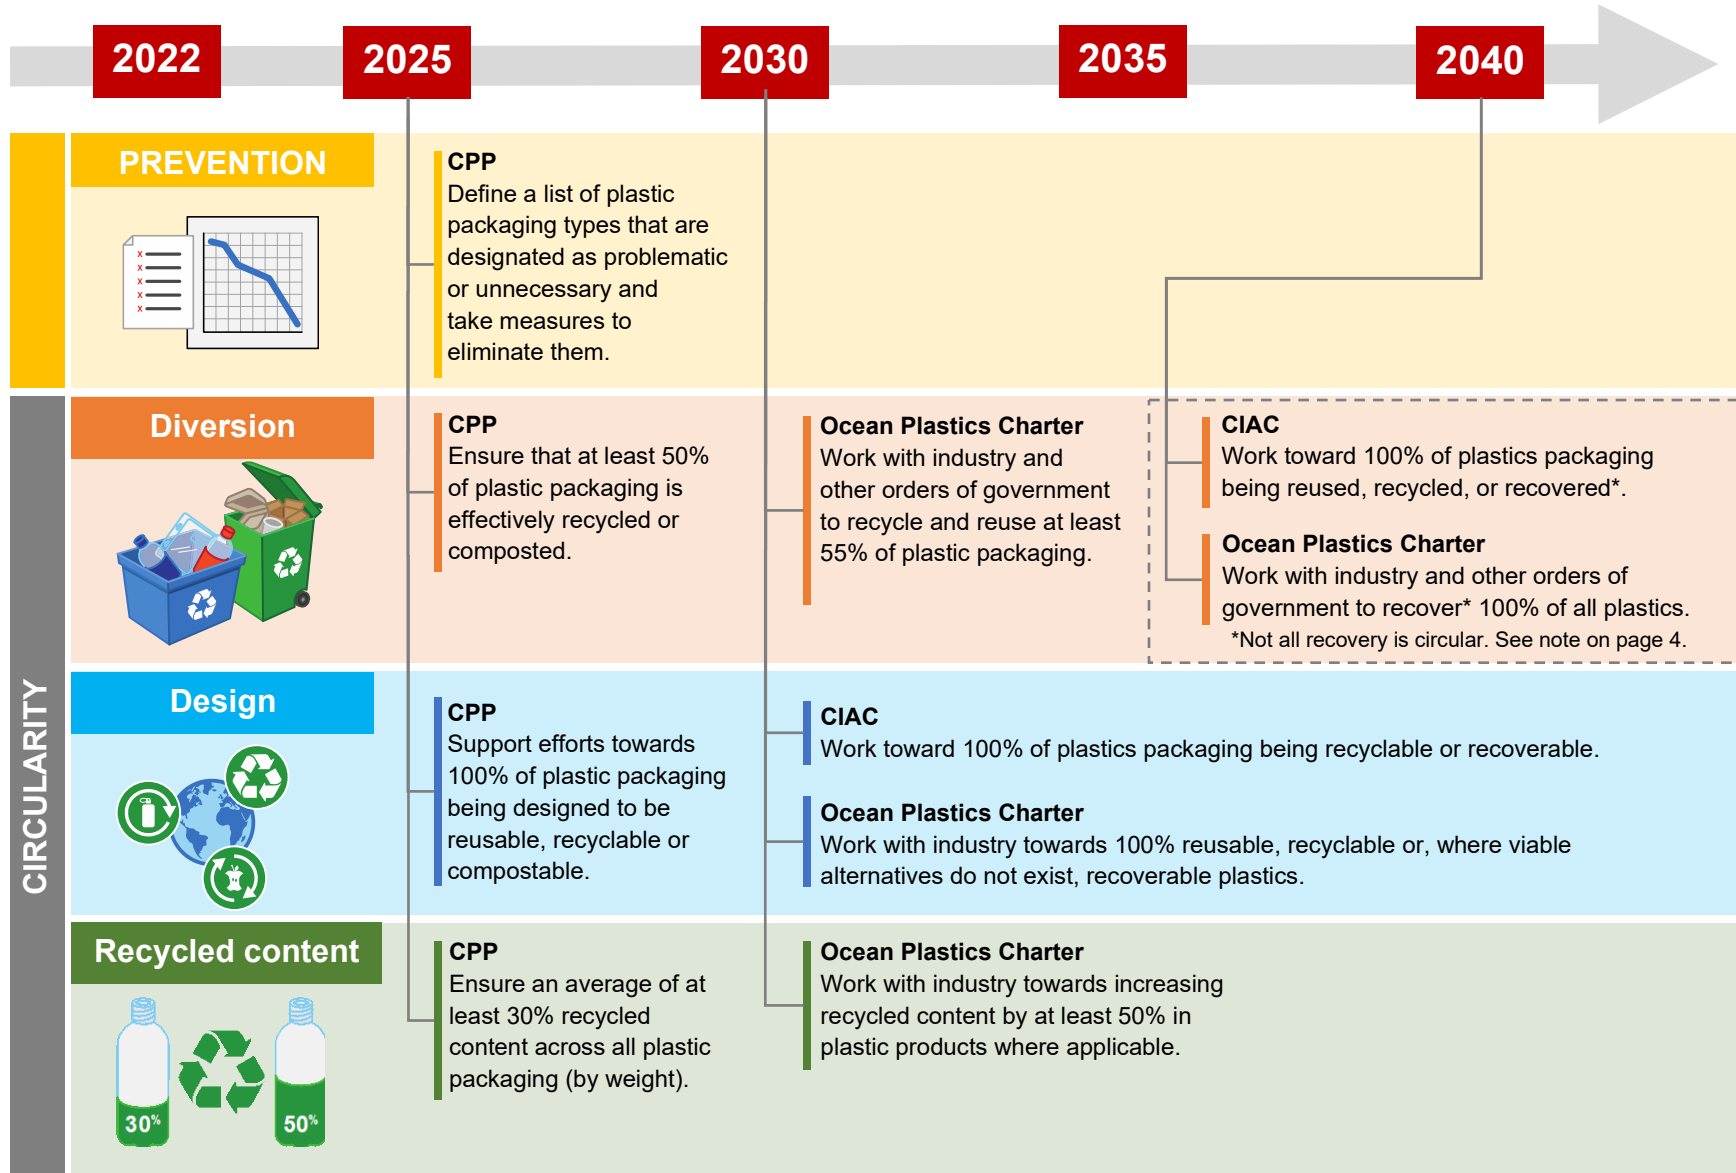 2022
2025
2030
2035
2040
PREVENTION
CPP
Define a list of plastic
packaging types that are
designated as problematic
or unnecessary and
take measures to
eliminate them.
x
x
x
x
x
CIRCULARITY
Diversion
CPP
Ensure that at least 50%
of plastic packaging is
effectively recycled or
composted.
Ocean Plastics Charter
Work with industry and
other orders of government
to recycle and reuse at least
55% of plastic packaging.
CIAC
Work toward 100% of plastics packaging
being reused, recycled, or recovered*.
Ocean Plastics Charter
Work with industry and other orders of
government to recover* 100% of all plastics.
*Not all recovery is circular. See note on page 4.
Design
CPP
Support efforts towards
100% of plastic packaging
being designed to be
reusable, recyclable or
compostable.
CIAC
Work toward 100% of plastics packaging being recyclable or recoverable.
Ocean Plastics Charter
Work with industry towards 100% reusable, recyclable or, where viable
alternatives do not exist, recoverable plastics.
Recycled content
30%
50%
CPP
Ensure an average of at
least 30% recycled
content across all plastic
packaging (by weight).
Ocean Plastics Charter
Work with industry towards increasing
recycled content by at least 50% in
plastic products where applicable.